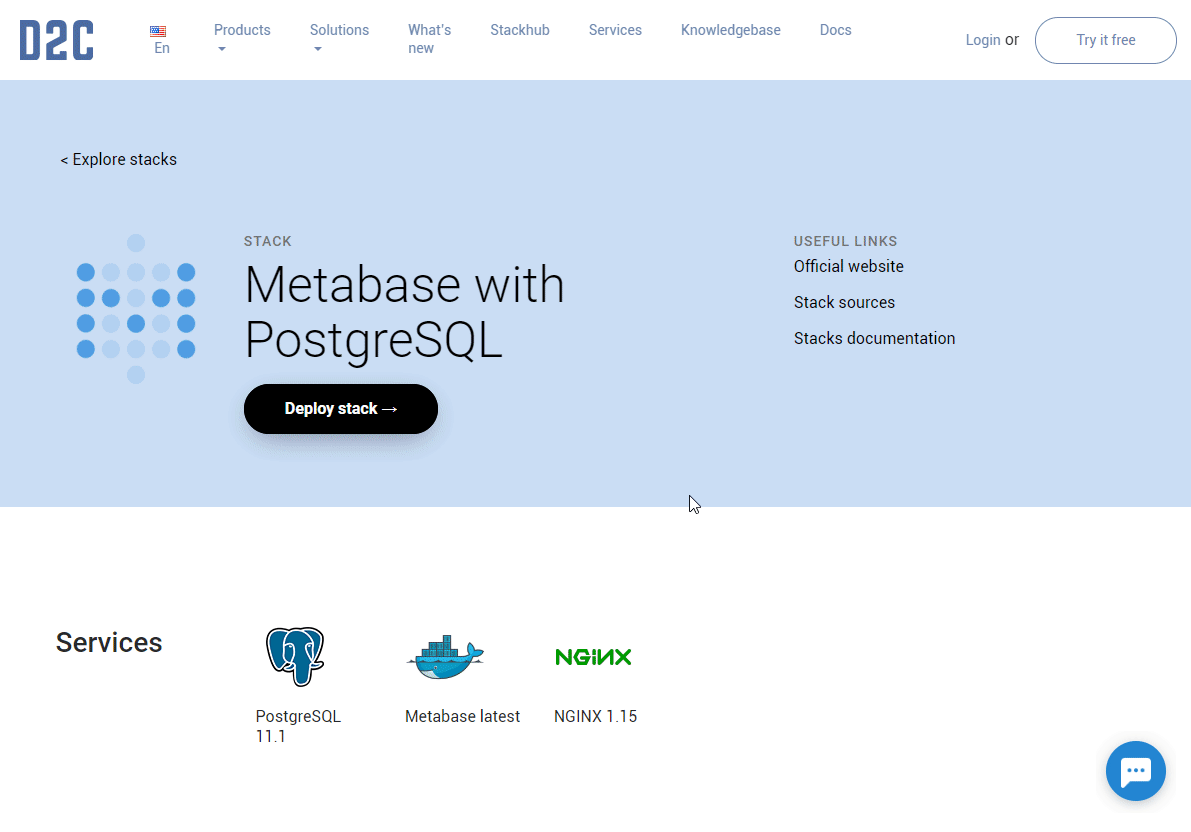 D2C
En
Products
Solutions
What's
new
Stackhub
Services
Knowledgebase
Docs
Login or
Try it free
< Explore stacks
STACK
Metabase with
PostgreSQL
Deploy stack →
USEFUL LINKS
Official website
Stack sources
Stacks documentation
Services
PostgreSQL
11.1
Metabase latest
NGINX
NGINX 1.15